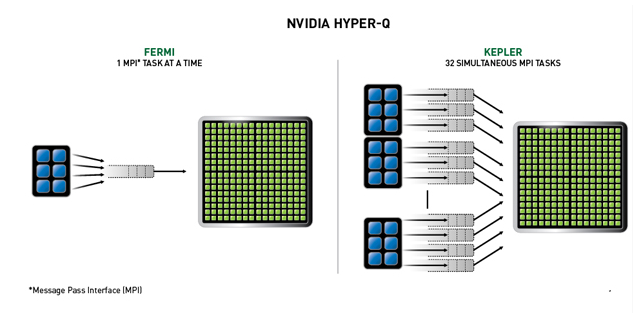 NVIDIA HYPER-Q
FERMI
1 MPI* TASK AT A TIME
KEPLER
32 SIMULTANEOUS MPI TASKS
*Message Pass Interface (MPI)